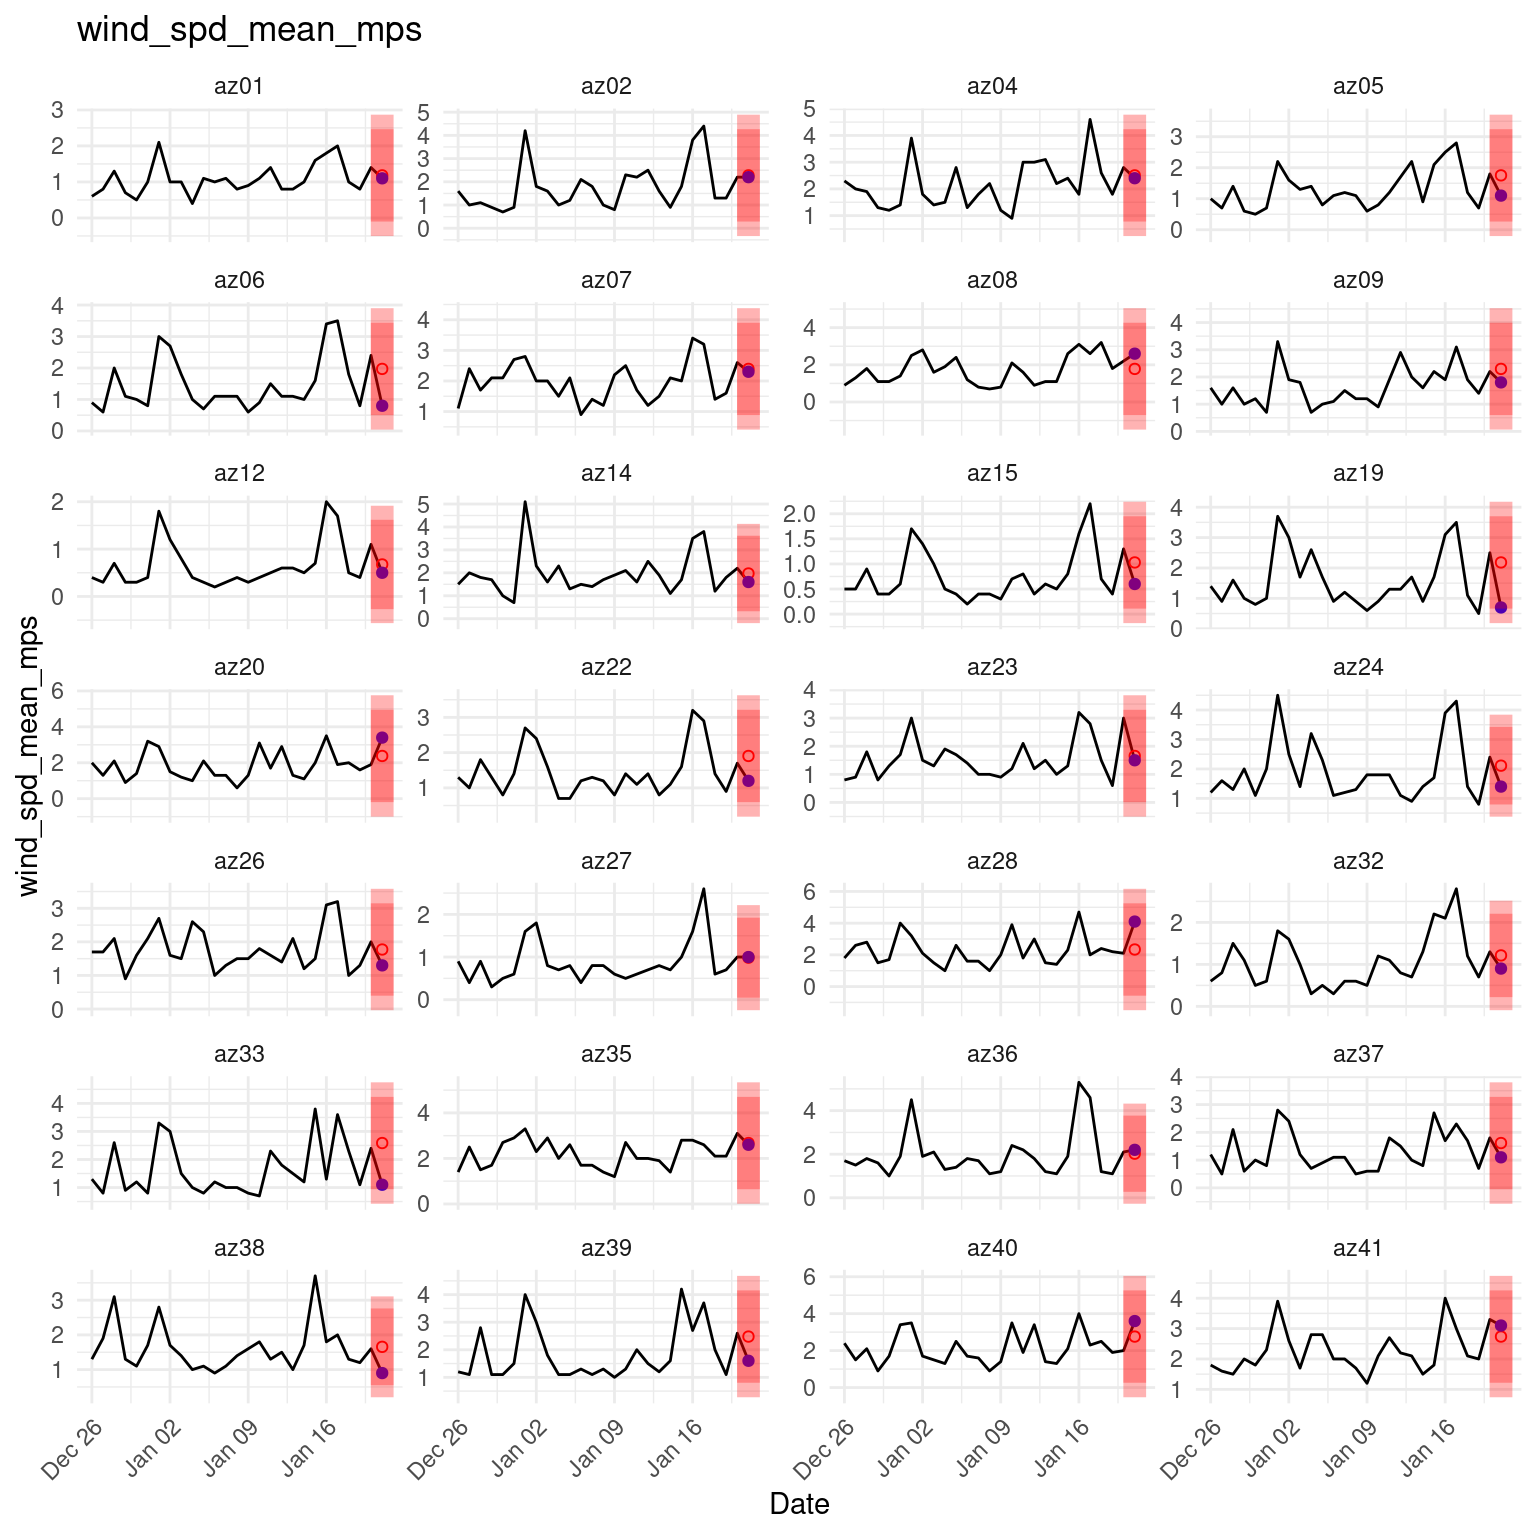 wind_spd_mean_mps
az01 az02 az04 az05
3 2 1 0
5 4 3 2 1 0
5 4 3 2 1
3 2 1 0
az06 az07 az08 az09
4 3 2 1 0
4 3 2 1
4 2 0
4 3 2 1 0
az12 az14 az15 az19
2 1 0
5 4 3 2 1 0
2.0 1.5 1.0 0.5 0.0
4 3 2 1 0
az20 az22 az23 az24
6 4 2 0
3 2 1
4 3 2 1 0
4 3 2 1
az26 az27 az28 az32
3 2 1 0
2 1 0
6 4 2 0
2 1 0
az33 az35 az36 az37
4 3 2 1
4 2 0
4 2 0
4 3 2 1 0
az38 az39 az40 az41
3 2 1
4 3 2 1
6 4 2 0
4 3 2 1
wind_spd_mean_mps
Dec 26 Jan 02 Jan 09 Jan 16 Dec 26 Jan 02 Jan 09 Jan 16 Dec 26 Jan 02 Jan 09 Jan 16 Dec 26 Jan 02 Jan 09 Jan 16
Date